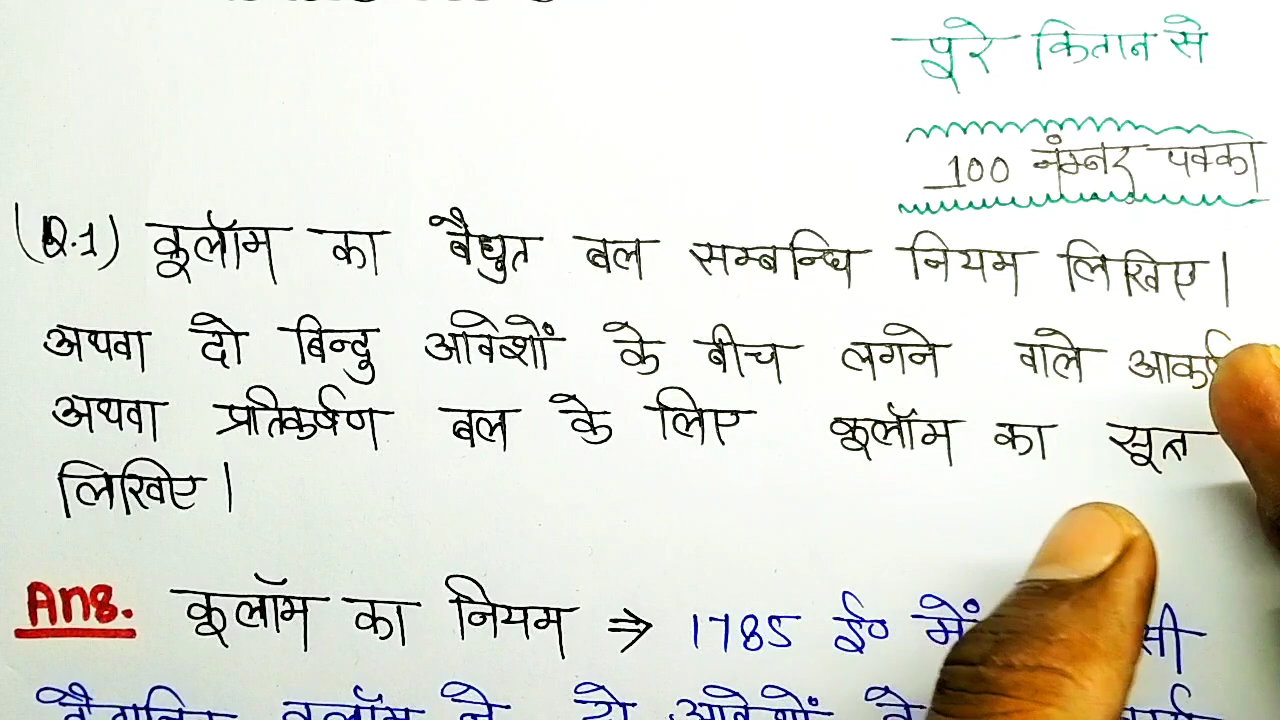 पूरे किताब से
100 नंम्बर पक्का
(Q.1) कूलॉम का वैद्युत बल सम्बन्धि नियम लिखिए।
अथवा दो बिन्दु आवेशों के बीच लगने वाले
अथवा प्रतिकर्षण बल के लिए कूलॉम का सूत्र
लिखिए।
Ans. कूलॉम का नियम ⇒ 1785 ई० में